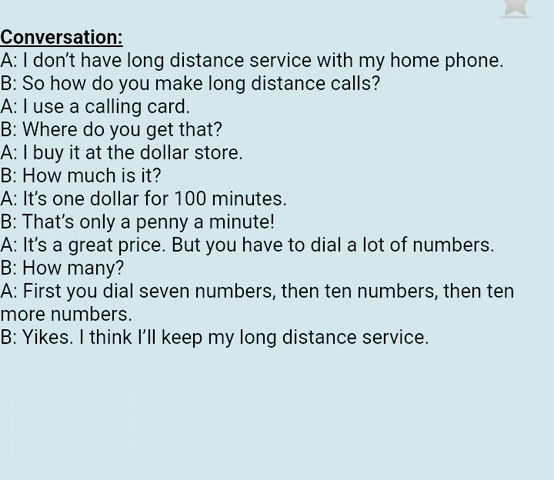 Conversation:
A: I don’t have long distance service with my home phone.
B: So how do you make long distance calls?
A: I use a calling card.
B: Where do you get that?
A: I buy it at the dollar store.
B: How much is it?
A: It’s one dollar for 100 minutes.
B: That’s only a penny a minute!
A: It’s a great price. But you have to dial a lot of numbers.
B: How many?
A: First you dial seven numbers, then ten numbers, then ten
more numbers.
B: Yikes. I think I’ll keep my long distance service.